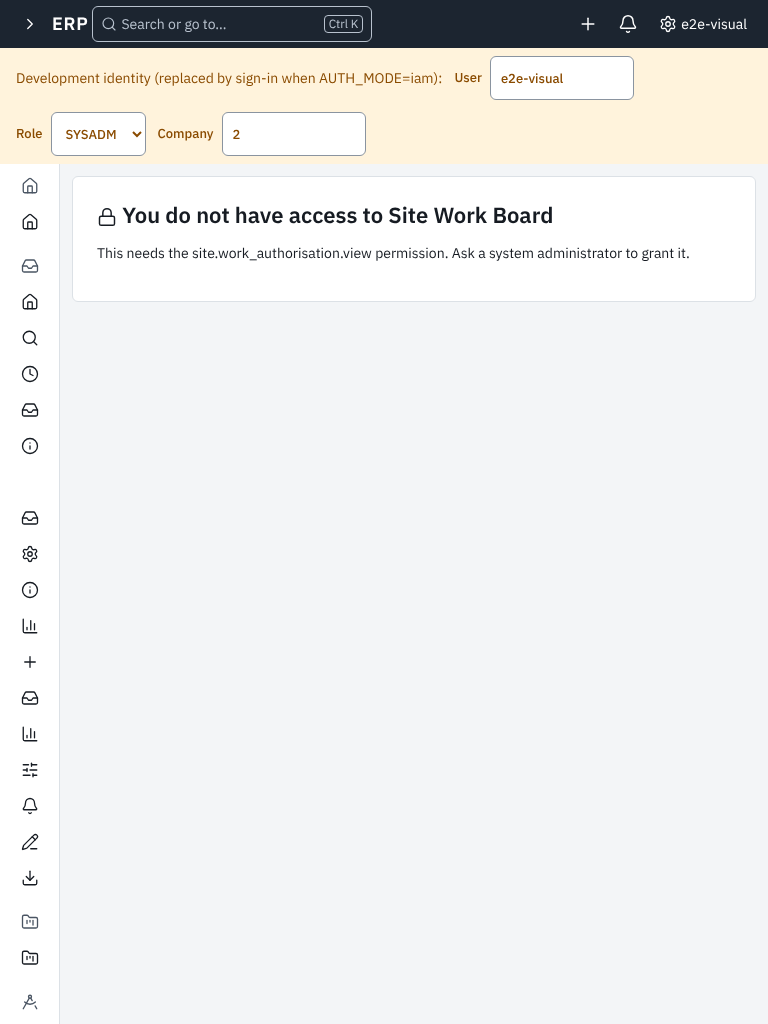 ERP
Search or go to...
Ctrl K
e2e-visual
Development identity (replaced by sign-in when AUTH_MODE=iam):
User
e2e-visual
Role
SYSADM
Company
2
You do not have access to Site Work Board
This needs the site.work_authorisation.view permission. Ask a system administrator to grant it.